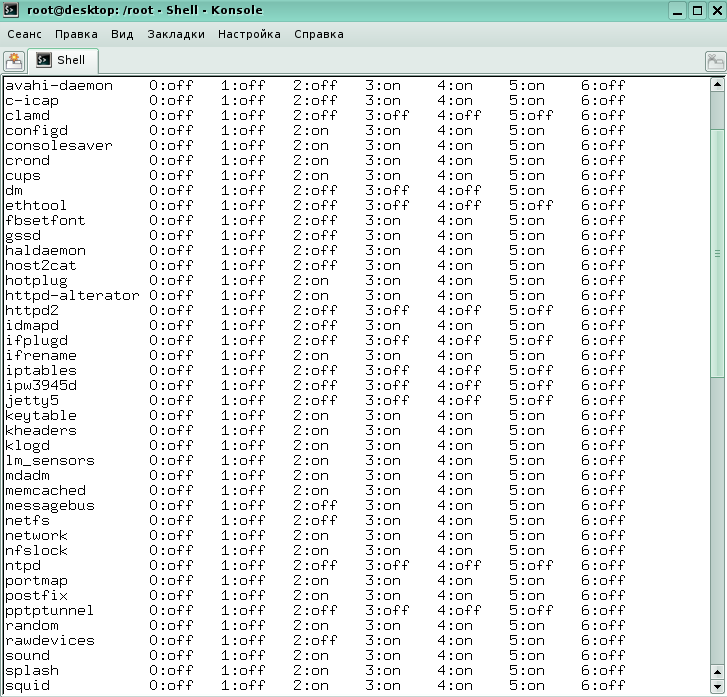 root@desktop: /root - Shell - Konsole
Сеанс Правка Вид Закладки Настройка Справка
Shell
avahi-daemon 0:off 1:off 2:off 3:on 4:on 5:on 6:off
c-icap 0:off 1:off 2:off 3:on 4:on 5:on 6:off
clamd 0:off 1:off 2:off 3:off 4:off 5:off 6:off
configd 0:off 1:off 2:on 3:on 4:on 5:on 6:off
consolesaver 0:off 1:off 2:on 3:on 4:on 5:on 6:off
crond 0:off 1:off 2:on 3:on 4:on 5:on 6:off
cups 0:off 1:off 2:on 3:on 4:on 5:on 6:off
dm 0:off 1:off 2:off 3:off 4:off 5:on 6:off
ethtool 0:off 1:off 2:off 3:off 4:off 5:off 6:off
fbsetfont 0:off 1:off 2:off 3:on 4:on 5:on 6:off
gssd 0:off 1:off 2:off 3:on 4:on 5:on 6:off
haldaemon 0:off 1:off 2:off 3:on 4:on 5:on 6:off
host2cat 0:off 1:off 2:off 3:on 4:on 5:on 6:off
hotplug 0:off 1:off 2:on 3:on 4:on 5:on 6:off
httpd-alterator 0:off 1:off 2:on 3:on 4:on 5:on 6:off
httpd2 0:off 1:off 2:off 3:off 4:off 5:off 6:off
idmapd 0:off 1:off 2:off 3:on 4:on 5:on 6:off
ifplugd 0:off 1:off 2:off 3:off 4:off 5:off 6:off
ifrename 0:off 1:off 2:on 3:on 4:on 5:on 6:off
iptables 0:off 1:off 2:off 3:off 4:off 5:off 6:off
ipw3945d 0:off 1:off 2:off 3:off 4:off 5:off 6:off
jetty5 0:off 1:off 2:off 3:off 4:off 5:off 6:off
keytable 0:off 1:off 2:on 3:on 4:on 5:on 6:off
kheaders 0:off 1:off 2:on 3:on 4:on 5:on 6:off
klogd 0:off 1:off 2:on 3:on 4:on 5:on 6:off
lm_sensors 0:off 1:off 2:on 3:on 4:on 5:on 6:off
mdadm 0:off 1:off 2:on 3:on 4:on 5:on 6:off
memcached 0:off 1:off 2:on 3:on 4:on 5:on 6:off
messagebus 0:off 1:off 2:off 3:on 4:on 5:on 6:off
netfs 0:off 1:off 2:off 3:on 4:on 5:on 6:off
network 0:off 1:off 2:on 3:on 4:on 5:on 6:off
nfslock 0:off 1:off 2:on 3:on 4:on 5:on 6:off
ntpd 0:off 1:off 2:off 3:off 4:off 5:off 6:off
portmap 0:off 1:off 2:on 3:on 4:on 5:on 6:off
postfix 0:off 1:off 2:on 3:on 4:on 5:on 6:off
pptptunnel 0:off 1:off 2:off 3:off 4:off 5:off 6:off
random 0:off 1:off 2:on 3:on 4:on 5:on 6:off
rawdevices 0:off 1:off 2:off 3:on 4:on 5:on 6:off
sound 0:off 1:off 2:on 3:on 4:on 5:on 6:off
splash 0:off 1:off 2:on 3:on 4:on 5:on 6:off
squid 0:off 1:off 2:on 3:on 4:on 5:on 6:off